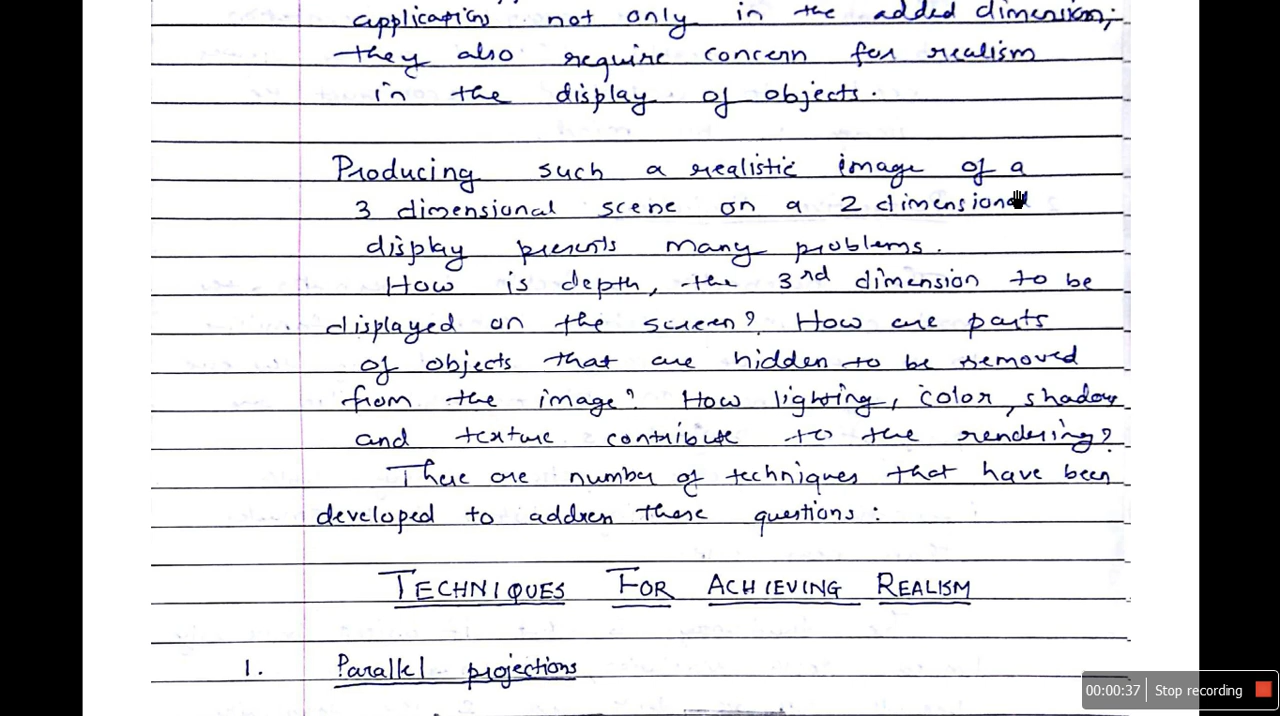 applications not only in the added dimension;
they also require concern for realism
in the display of objects.
Producing such a realistic image of a
3 dimensional scene on a 2 dimensional
display presents many problems.
How is depth, the 3rd dimension to be
displayed on the screen? How are parts
of objects that are hidden to be removed
from the image? How lighting, color, shadow
and texture contribute to the rendering?
There are number of techniques that have been
developed to address these questions:
TECHNIQUES FOR ACHIEVING REALISM
1. Parallel projections
00:00:37 Stop recording